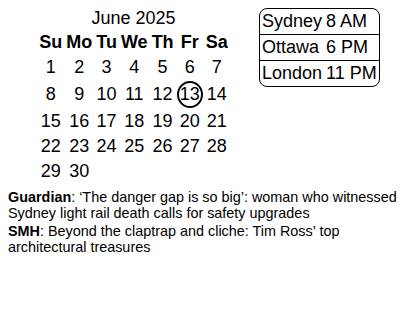 June 2025
Su Mo Tu We Th Fr Sa
1 2 3 4 5 6 7
8 9 10 11 12 13 14
15 16 17 18 19 20 21
22 23 24 25 26 27 28
29 30
Sydney 8 AM
Ottawa 6 PM
London 11 PM
Guardian: ‘The danger gap is so big’: woman who witnessed
Sydney light rail death calls for safety upgrades
SMH: Beyond the claptrap and cliche: Tim Ross’ top
architectural treasures